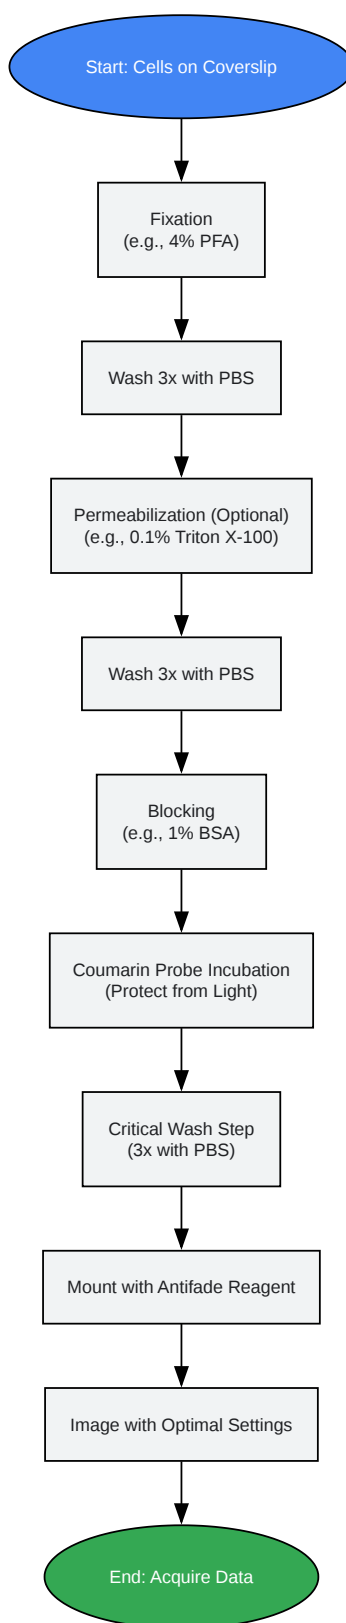 Start: Cells on Coverslip
Fixation
(e.g., 4% PFA)
Wash 3x with PBS
Permeabilization (Optional)
(e.g., 0.1% Triton X-100)
Wash 3x with PBS
Blocking
(e.g., 1% BSA)
Coumarin Probe Incubation
(Protect from Light)
Critical Wash Step
(3x with PBS)
Mount with Antifade Reagent
Image with Optimal Settings
End: Acquire Data